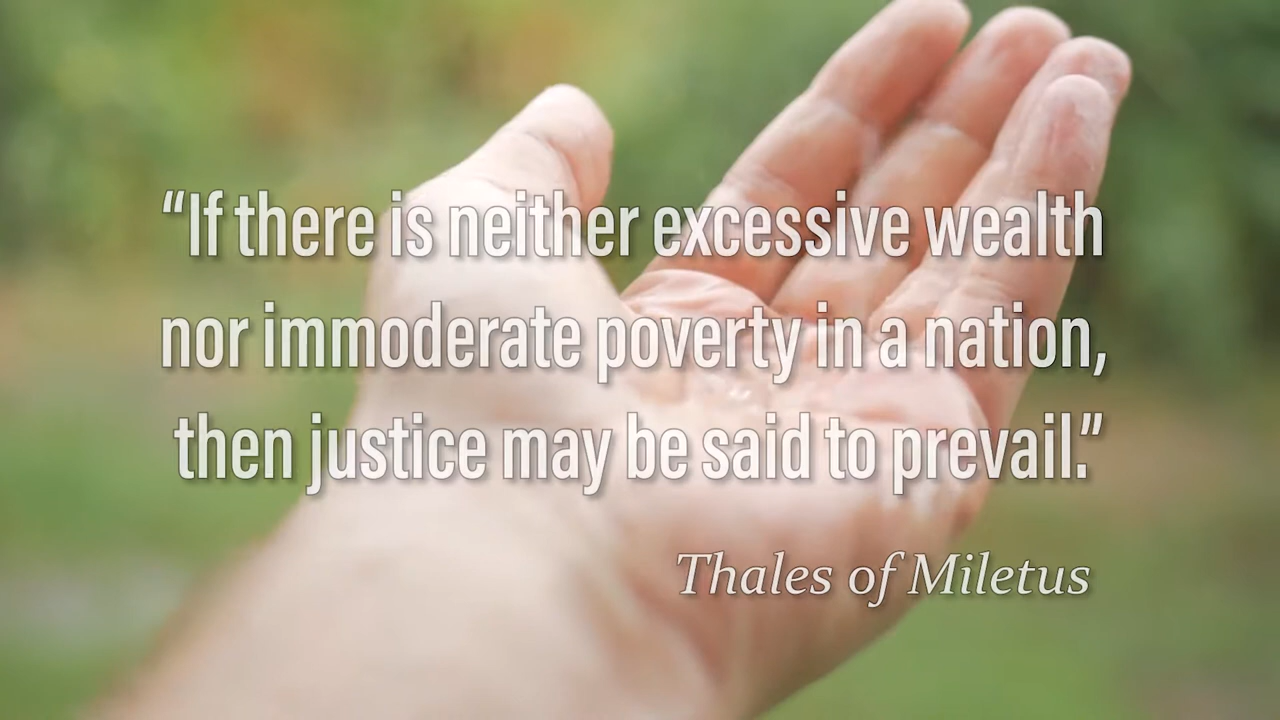 “If there is neither excessive wealth
nor immoderate poverty in a nation,
then justice may be said to prevail.”
Thales of Miletus